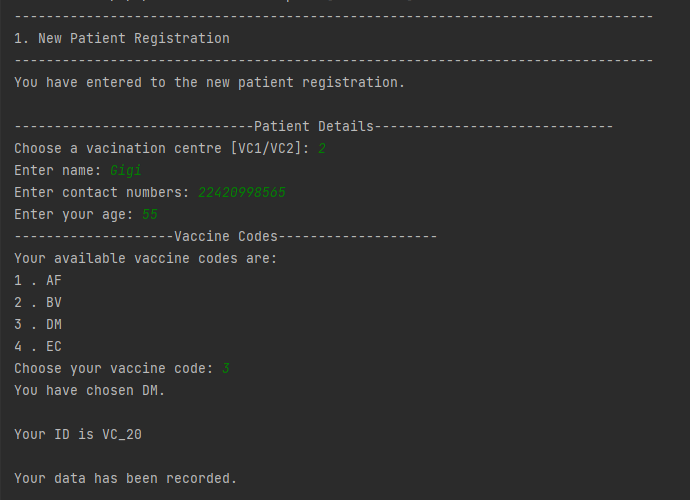 --------------------------------------------------------------------------------
1. New Patient Registration
--------------------------------------------------------------------------------
You have entered to the new patient registration.
------------------------------Patient Details------------------------------
Choose a vacination centre [VC1/VC2]: 2
Enter name: Gigi
Enter contact numbers: 22420998565
Enter your age: 55
--------------------Vaccine Codes--------------------
Your available vaccine codes are:
1 . AF
2 . BV
3 . DM
4 . EC
Choose your vaccine code: 3
You have chosen DM.
Your ID is VC_20
Your data has been recorded.